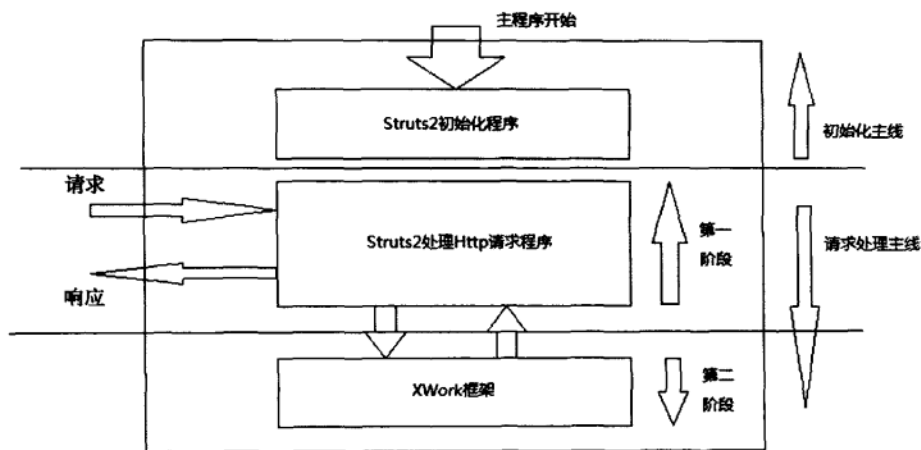 主程序开始
Struts2初始化程序
初始化主线
请求
Struts2处理Http请求程序
第一
阶段
请求处理主线
响应
XWork框架
第二
阶段